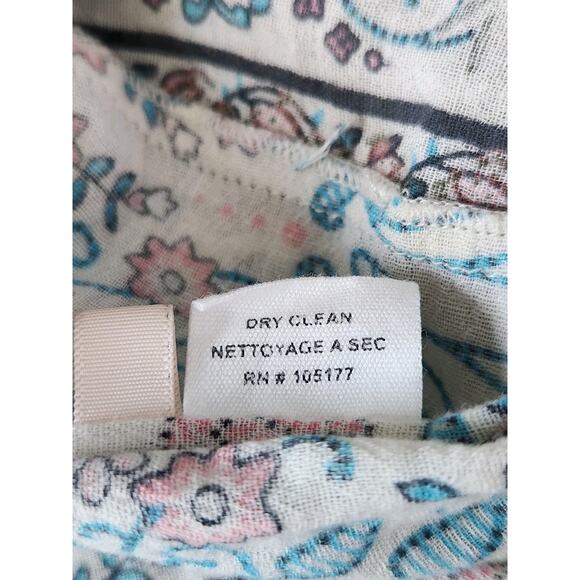 DRY CLEAN
NETTOYAGE A SEC
RN # 105177